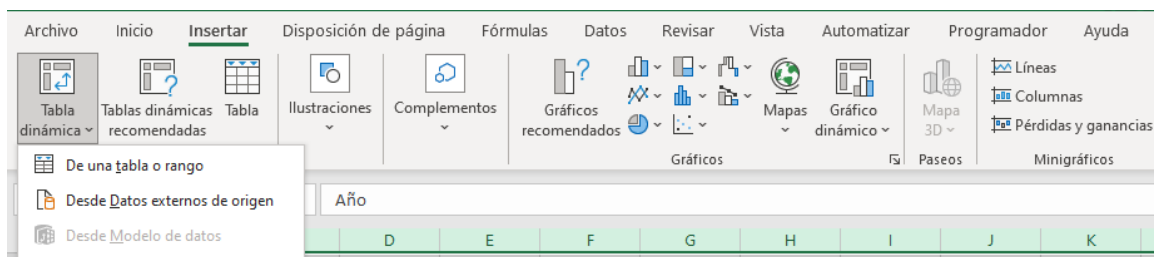 Archivo Inicio Insertar Disposición de página Fórmulas Datos Revisar Vista Automatizar Programador Ayuda
Tabla dinámica
Tablas dinámicas recomendadas
Tabla
Ilustraciones
Complementos
Gráficos recomendados
Mapas
Gráfico dinámico
Mapa 3D
Líneas
Columnas
Pérdidas y ganancias
Gráficos Paseos Minigráficos
De una tabla o rango
Desde Datos externos de origen
Desde Modelo de datos
Año
D E F G H I J K